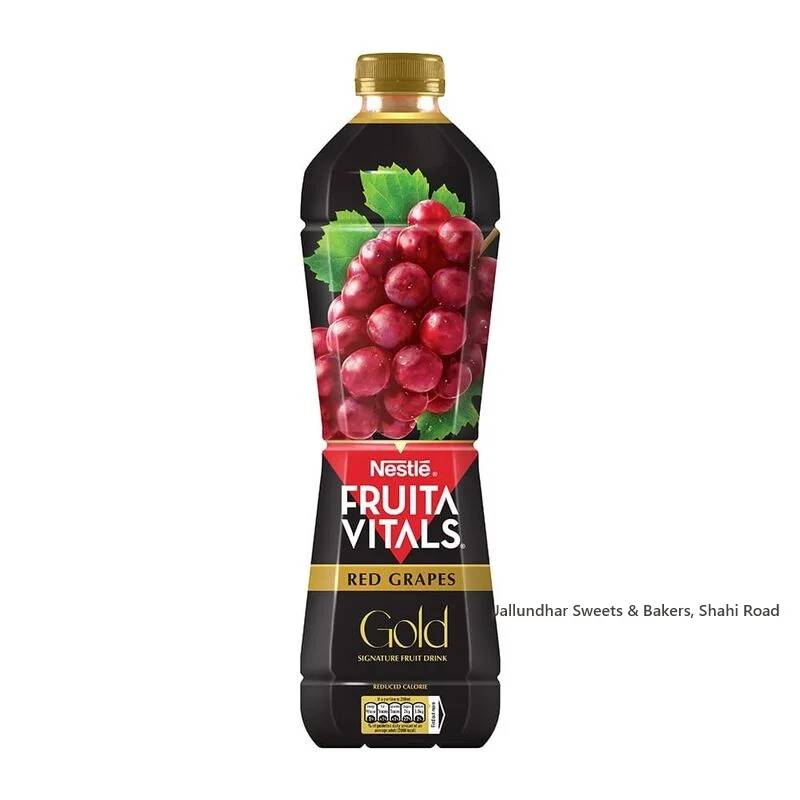 Nestlé®
FRUITA
VITALS®
RED GRAPES
Jallundhar Sweets & Bakers, Shahi Road
Gold
SIGNATURE FRUIT DRINK
REDUCED CALORIE